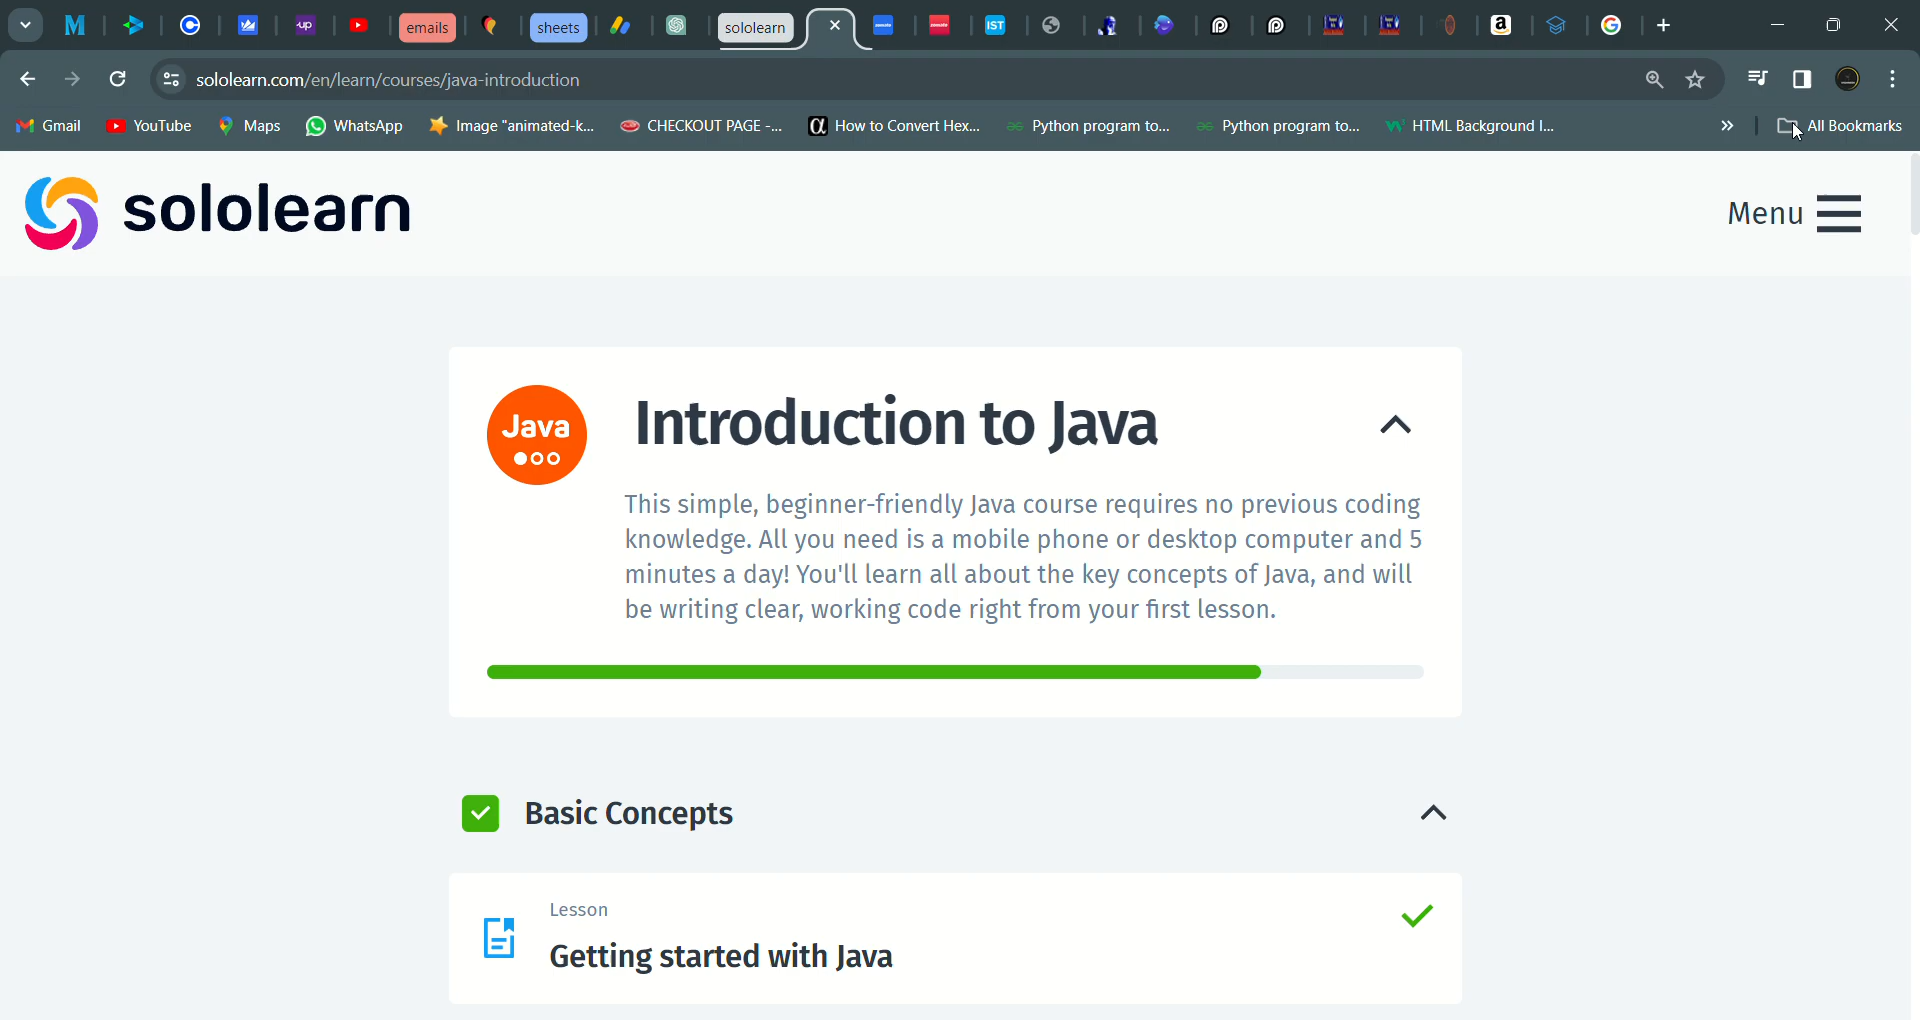 emails
sheets
sololearn
IST
sololearn.com/en/learn/courses/java-introduction
Gmail
YouTube
Maps
WhatsApp
Image "animated-k...
CHECKOUT PAGE -...
How to Convert Hex...
Python program to...
Python program to...
HTML Background I...
All Bookmarks
sololearn
Menu
Java
Introduction to Java
This simple, beginner-friendly Java course requires no previous coding
knowledge. All you need is a mobile phone or desktop computer and 5
minutes a day! You'll learn all about the key concepts of Java, and will
be writing clear, working code right from your first lesson.
Basic Concepts
Lesson
Getting started with Java